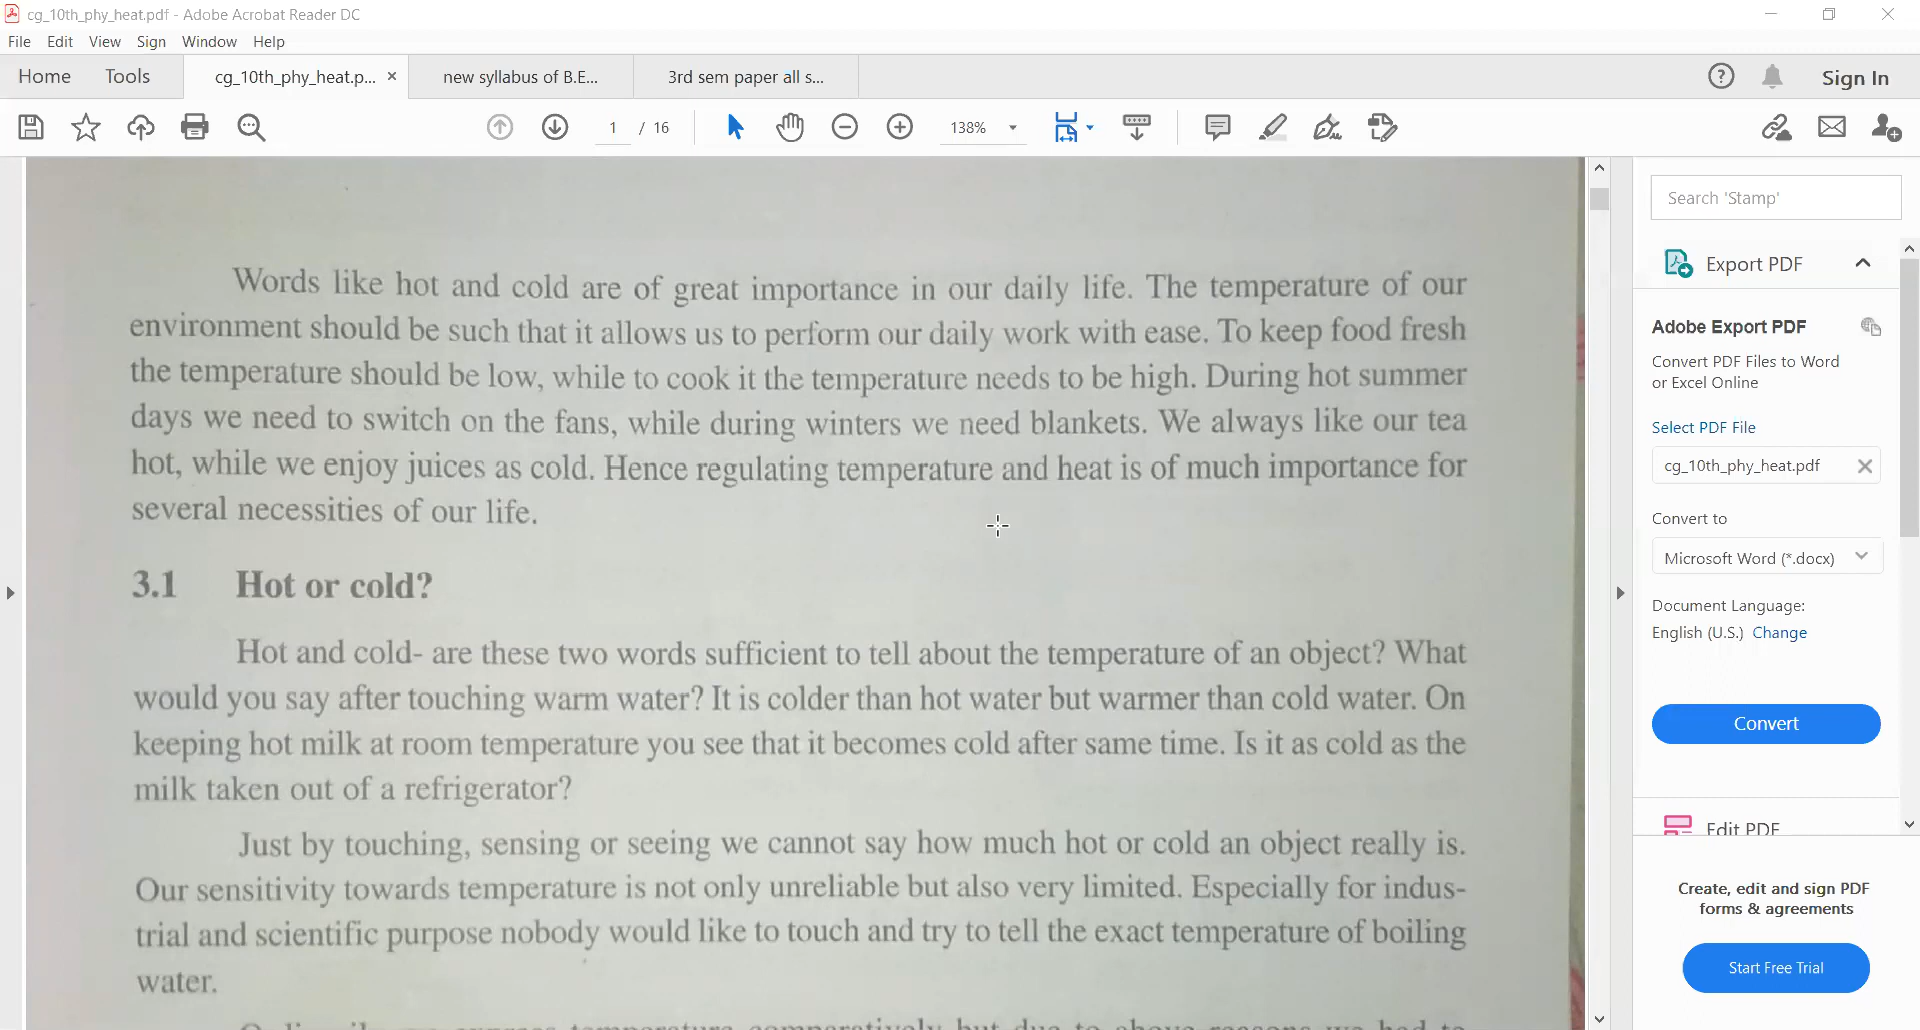 cg_10th_phy_heat.pdf - Adobe Acrobat Reader DC
File Edit View Sign Window Help
Home Tools cg_10th_phy_heat.p... × new syllabus of B.E... 3rd sem paper all s... Sign In
1 / 16 138%
Search 'Stamp'
Words like hot and cold are of great importance in our daily life. The temperature of our
environment should be such that it allows us to perform our daily work with ease. To keep food fresh
the temperature should be low, while to cook it the temperature needs to be high. During hot summer
days we need to switch on the fans, while during winters we need blankets. We always like our tea
hot, while we enjoy juices as cold. Hence regulating temperature and heat is of much importance for
several necessities of our life.
3.1 Hot or cold?
Hot and cold- are these two words sufficient to tell about the temperature of an object? What
would you say after touching warm water? It is colder than hot water but warmer than cold water. On
keeping hot milk at room temperature you see that it becomes cold after same time. Is it as cold as the
milk taken out of a refrigerator?
Just by touching, sensing or seeing we cannot say how much hot or cold an object really is.
Our sensitivity towards temperature is not only unreliable but also very limited. Especially for indus-
trial and scientific purpose nobody would like to touch and try to tell the exact temperature of boiling
water.
Export PDF
Adobe Export PDF
Convert PDF Files to Word
or Excel Online
Select PDF File
cg_10th_phy_heat.pdf
Convert to
Microsoft Word (*.docx)
Document Language:
English (U.S.) Change
Convert
Edit PDF
Create, edit and sign PDF
forms & agreements
Start Free Trial